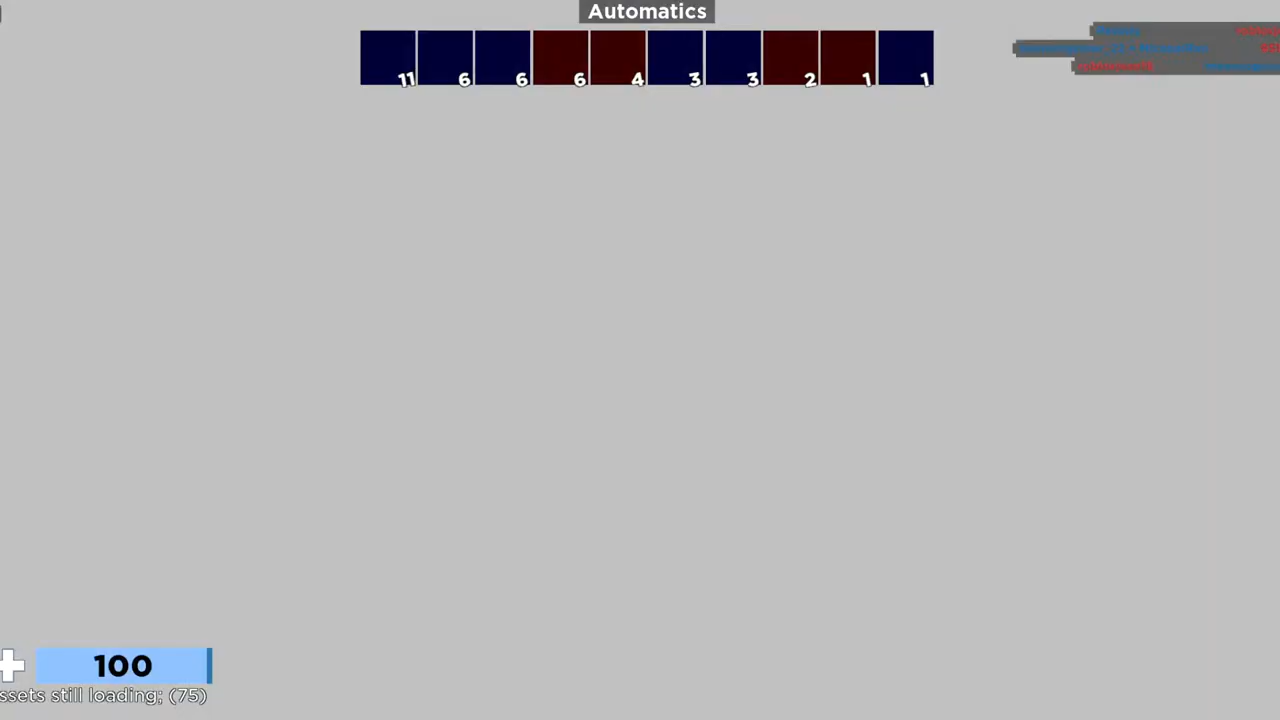 Automatics
11 6 6 6 4 3 3 2 1 1
100
ssets still loading; (75)